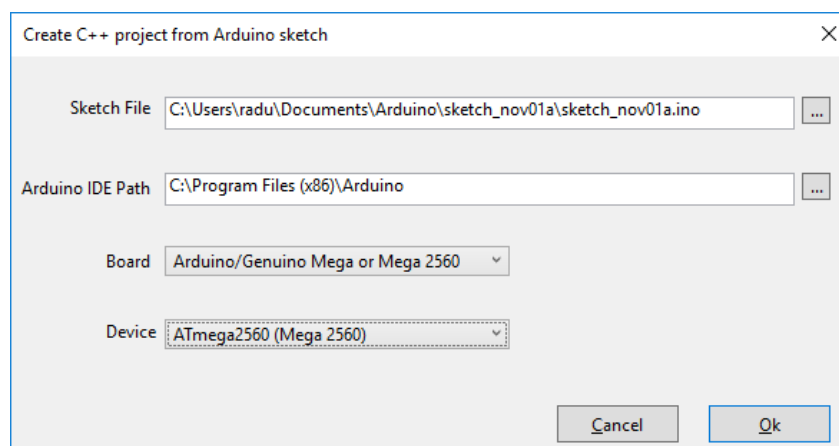 Create C++ project from Arduino sketch
Sketch File C:\Users\radu\Documents\Arduino\sketch_nov01a\sketch_nov01a.ino ...
Arduino IDE Path C:\Program Files (x86)\Arduino ...
Board Arduino/Genuino Mega or Mega 2560
Device ATmega2560 (Mega 2560)
Cancel Ok